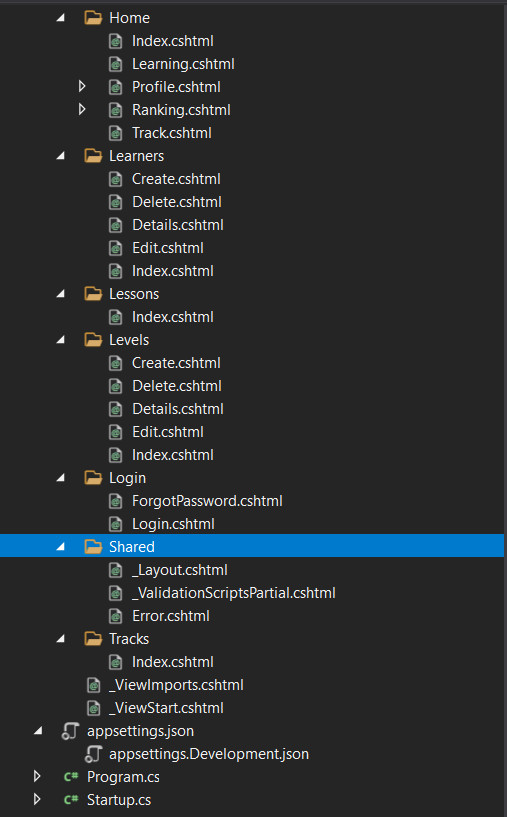 Home
Index.cshtml
Learning.cshtml
Profile.cshtml
Ranking.cshtml
Track.cshtml
Learners
Create.cshtml
Delete.cshtml
Details.cshtml
Edit.cshtml
Index.cshtml
Lessons
Index.cshtml
Levels
Create.cshtml
Delete.cshtml
Details.cshtml
Edit.cshtml
Index.cshtml
Login
ForgotPassword.cshtml
Login.cshtml
Shared
_Layout.cshtml
_ValidationScriptsPartial.cshtml
Error.cshtml
Tracks
Index.cshtml
_ViewImports.cshtml
_ViewStart.cshtml
appsettings.json
appsettings.Development.json
C# Program.cs
C# Startup.cs